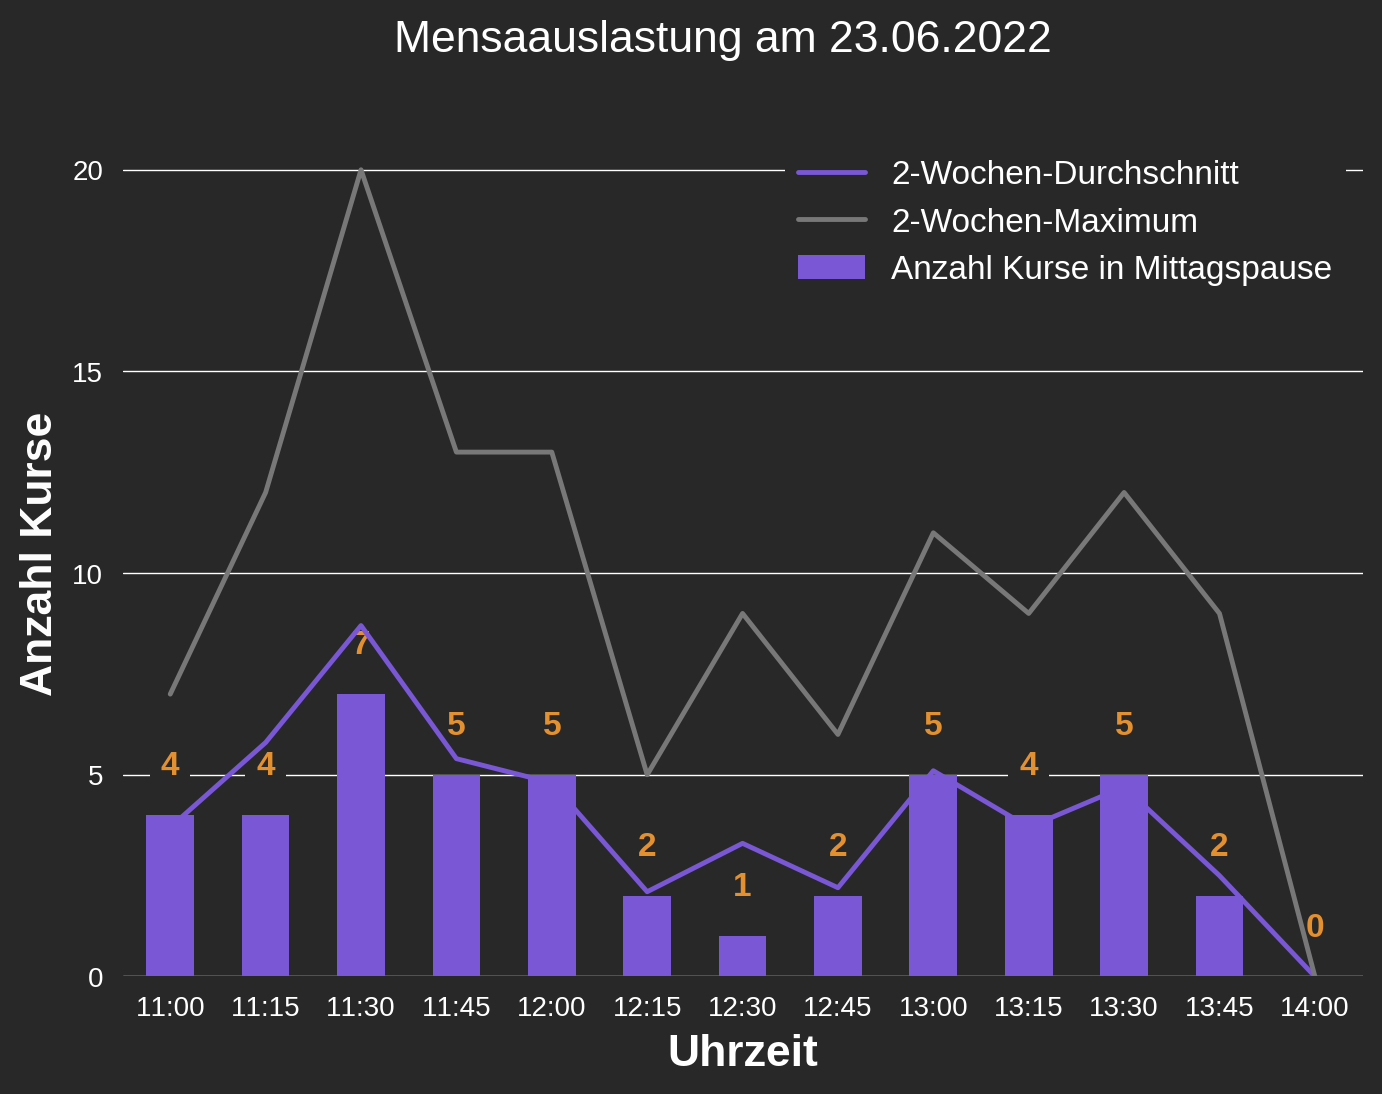 Mensaauslastung am 23.06.2022
2-Wochen-Durchschnitt
2-Wochen-Maximum
Anzahl Kurse in Mittagspause
Anzahl Kurse
20
15
10
5
0
4 4 7 5 5 2 1 2 5 4 5 2 0
11:00 11:15 11:30 11:45 12:00 12:15 12:30 12:45 13:00 13:15 13:30 13:45 14:00
Uhrzeit